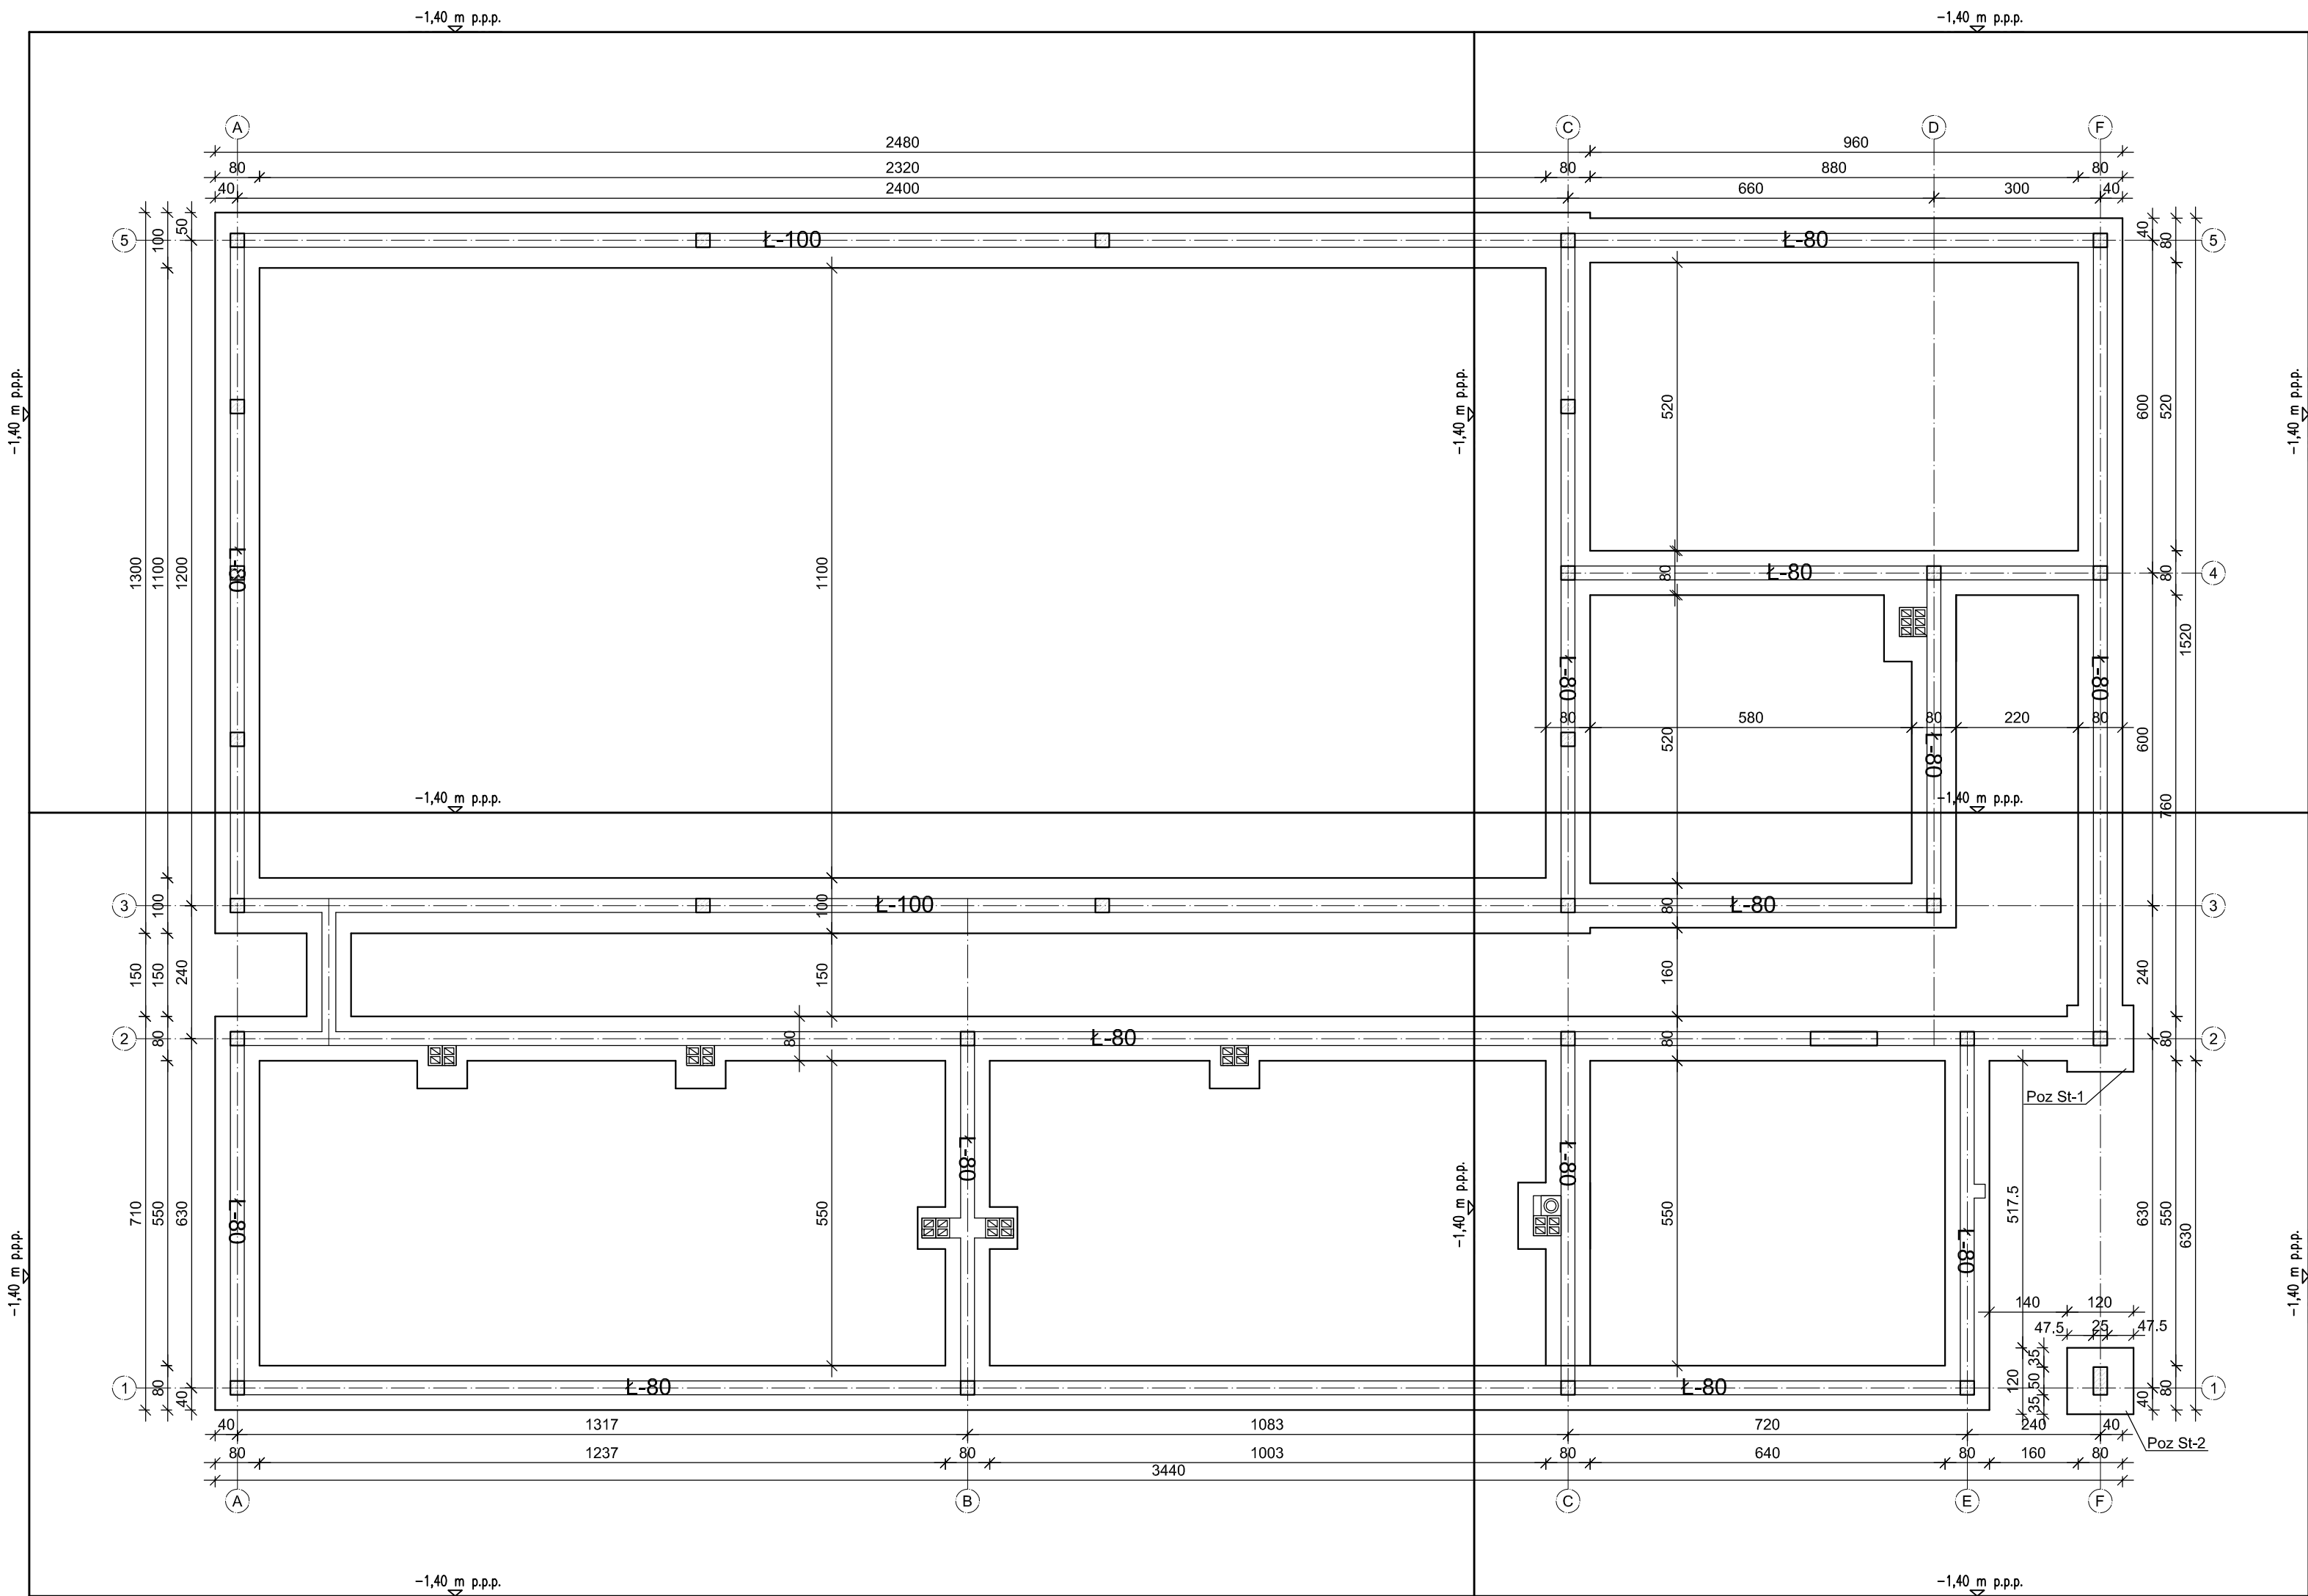 -1,40 m p.p.p.
-1,40 m p.p.p.
A
C
D
F
2480
960
80
2320
80
880
80
40
2400
660
300
40
5
Ł-100
Ł-80
5
50
100
40
80
-1,40 m p.p.p.
-1,40 m p.p.p.
-1,40 m p.p.p.
520
600
520
1300
1100
1200
Ł-80
1100
80
Ł-80
80
4
1520
Ł-80
Ł-80
80
580
80
220
80
520
Ł-80
600
-1,40 m p.p.p.
-1,40 m p.p.p.
760
3
100
100
Ł-100
80
Ł-80
3
150
150
240
150
160
240
2
80
80
Ł-80
80
80
2
Poz St-1
Ł-80
Ł-80
-1,40 m p.p.p.
-1,40 m p.p.p.
-1,40 m p.p.p.
710
550
630
Ł-80
550
550
Ł-80
517.5
630
550
630
140
120
47.5
25
47.5
35
50
35
120
1
80
40
Ł-80
Ł-80
40
80
1
40
1317
1083
720
240
40
Poz St-2
80
1237
80
1003
80
640
80
160
80
3440
A
B
C
E
F
-1,40 m p.p.p.
-1,40 m p.p.p.